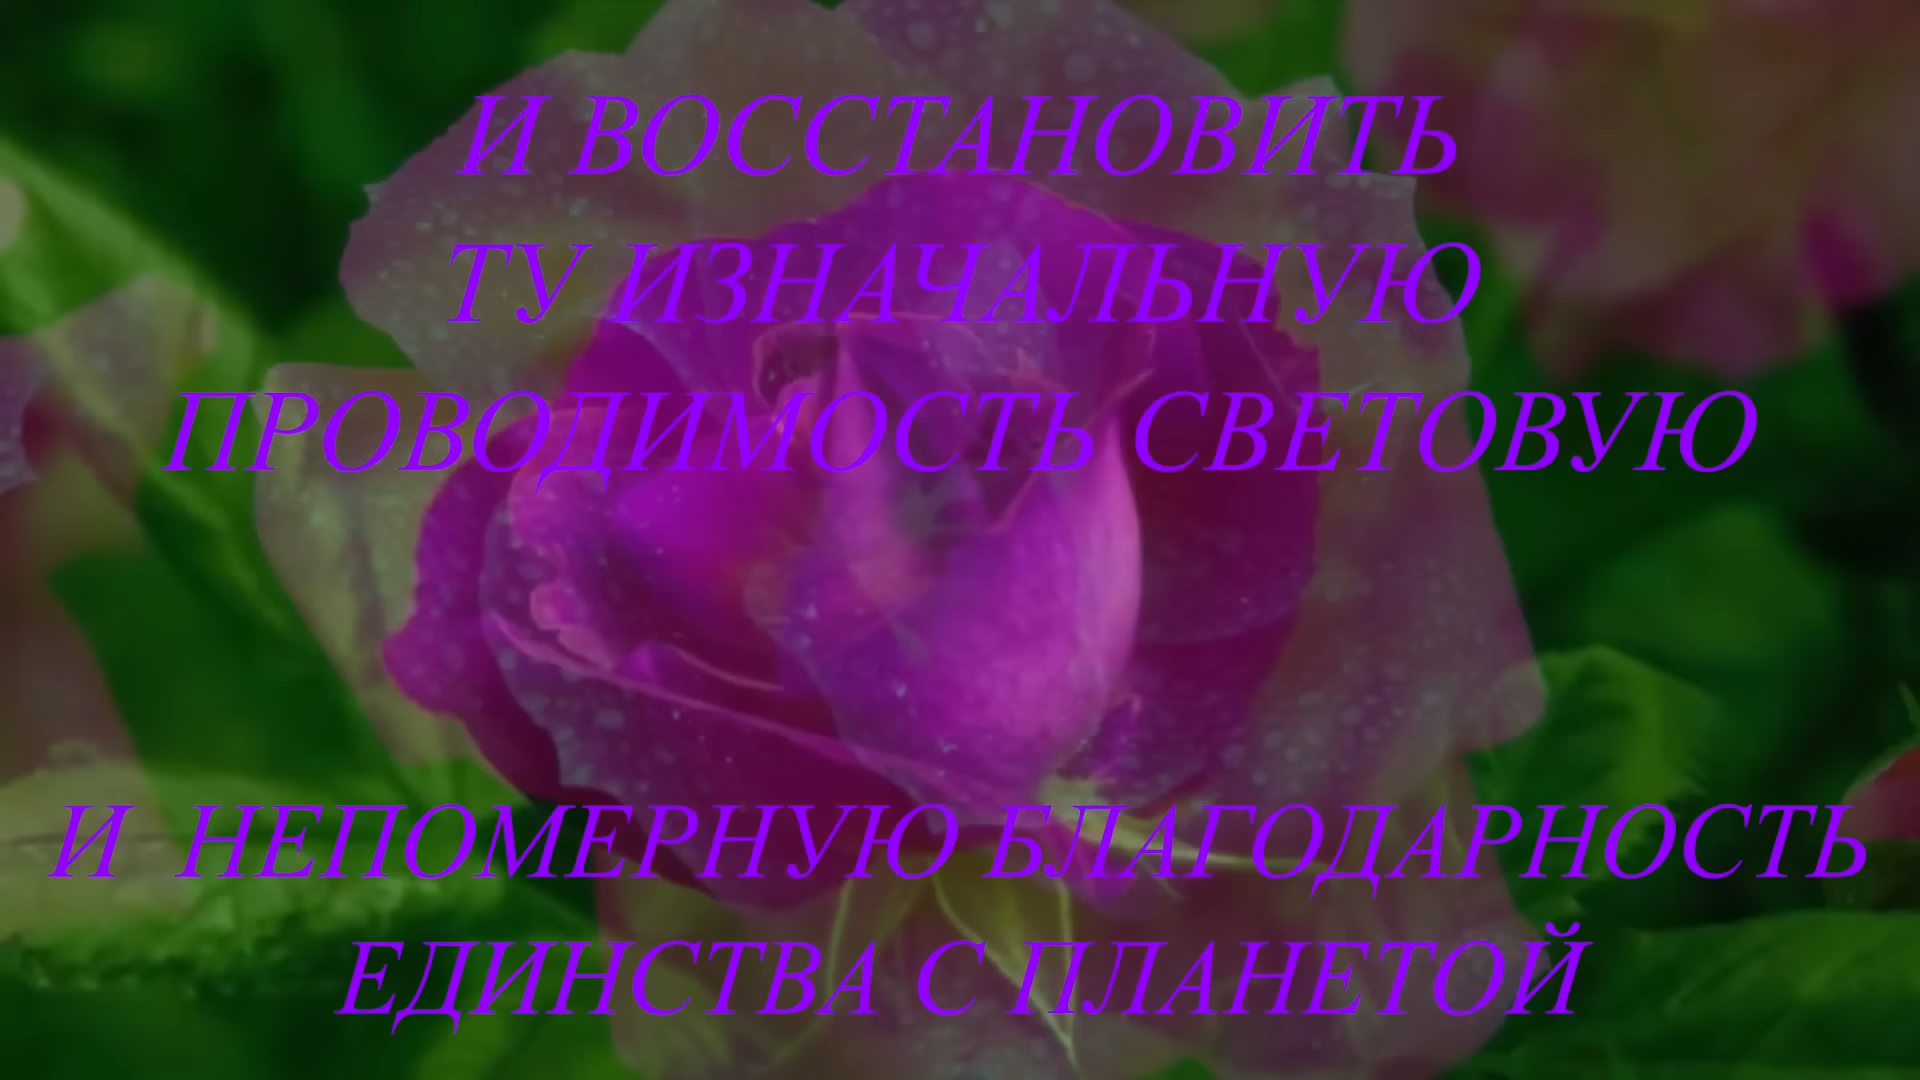 И ВОССТАНОВИТЬ
ТУ ИЗНАЧАЛЬНУЮ
ПРОВОДИМОСТЬ СВЕТОВУЮ
И НЕПОМЕРНУЮ БЛАГОДАРНОСТЬ
ЕДИНСТВА С ПЛАНЕТОЙ